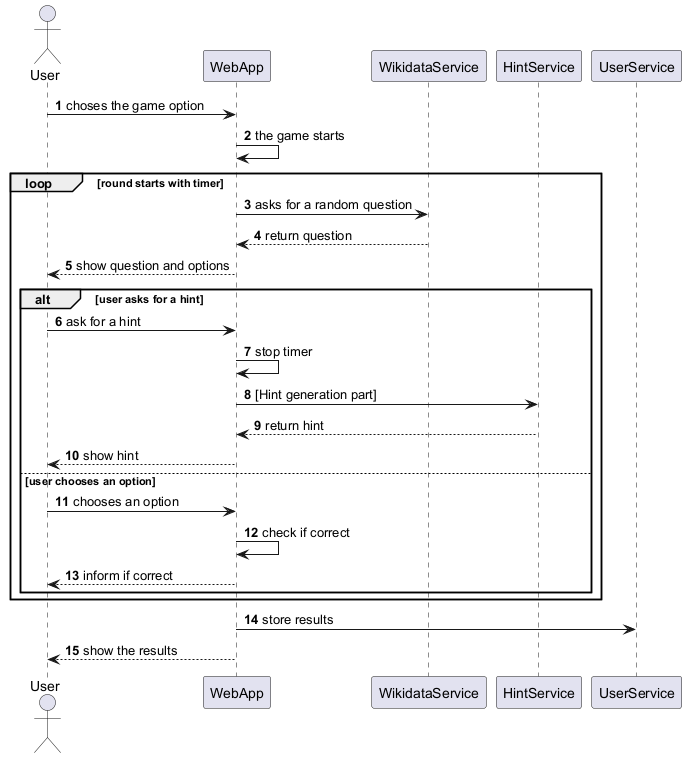 User
WebApp
WikidataService
HintService
UserService
1 choses the game option
2 the game starts
loop [round starts with timer]
3 asks for a random question
4 return question
5 show question and options
alt [user asks for a hint]
6 ask for a hint
7 stop timer
8 [Hint generation part]
9 return hint
10 show hint
[user chooses an option]
11 chooses an option
12 check if correct
13 inform if correct
14 store results
15 show the results
User
WebApp
WikidataService
HintService
UserService